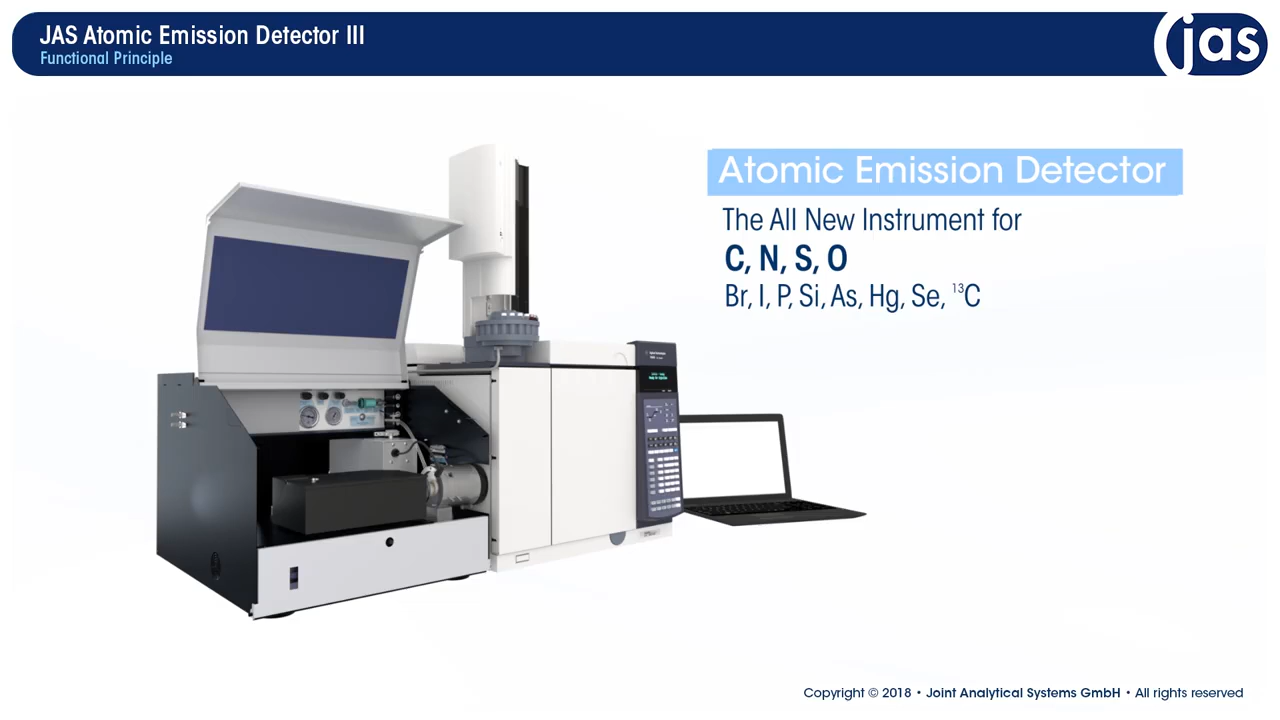 JAS Atomic Emission Detector III
Functional Principle
jas
Atomic Emission Detector
The All New Instrument for
C, N, S, O
Br, I, P, Si, As, Hg, Se, ¹³C
Copyright © 2018 • Joint Analytical Systems GmbH • All rights reserved